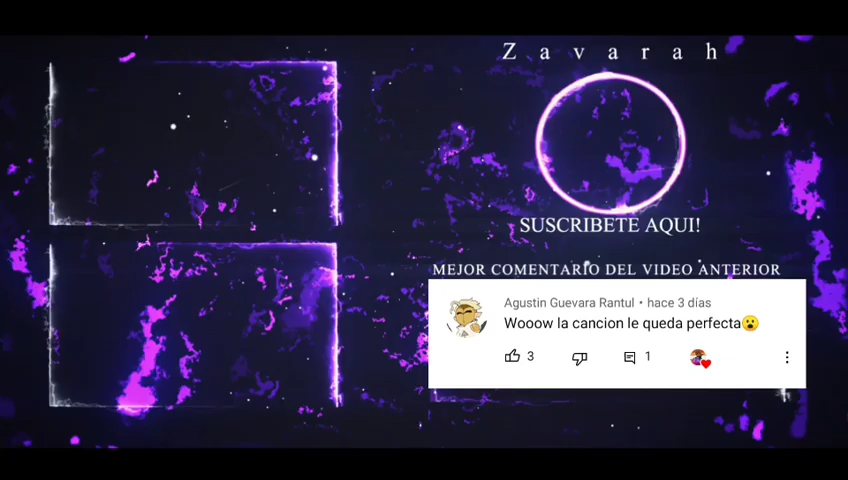 Zavarah
SUSCRIBETE AQUI!
MEJOR COMENTARIO DEL VIDEO ANTERIOR
Agustin Guevara Rantul • hace 3 días
Wooow la cancion le queda perfecta😮
3 1